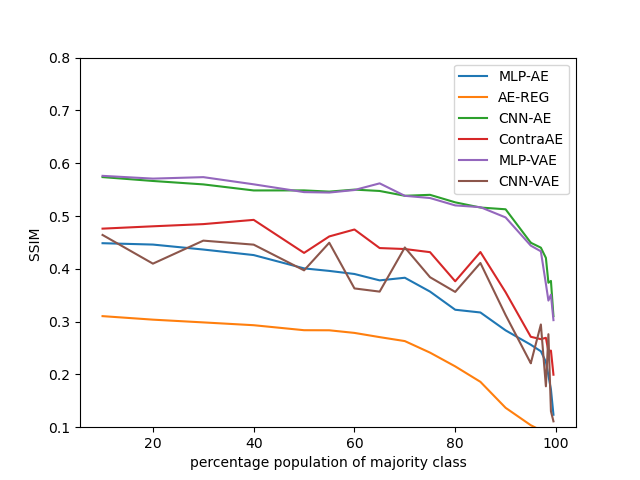 0.8
0.7
0.6
0.5
0.4
0.3
0.2
0.1
SSIM
MLP-AE
AE-REG
CNN-AE
ContraAE
MLP-VAE
CNN-VAE
20 40 60 80 100
percentage population of majority class